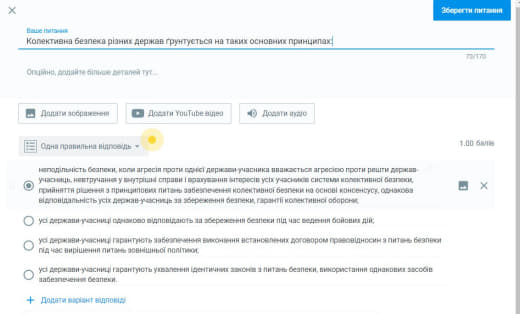 Зберегти питання
Ваше питання
Колективна безпека різних держав ґрунтується на таких основних принципах:
73/170
Опційно, додайте більше деталей тут...
Додати зображення
Додати YouTube відео
Додати аудіо
Одна правильна відповідь
1.00 балів
неподільність безпеки, коли агресія проти однієї держави-учасника вважається агресією проти решти держав-
учасниць, невтручання у внутрішні справи і врахування інтересів усіх учасників системи колективної безпеки,
прийняття рішення з принципових питань забезпечення колективної безпеки на основі консенсусу, однакова
відповідальність усіх держав-учасниць за збереження безпеки, гарантії колективної оборони;
усі держави-учасниці однаково відповідають за збереження безпеки під час ведення бойових дій;
усі держави-учасниці гарантують забезпечення виконання встановлених договором правовідносин з питань безпеки
під час вирішення питань зовнішньої політики;
усі держави-учасниці гарантують ухвалення ідентичних законів з питань безпеки, використання однакових засобів
забезпечення безпеки.
Додати варіант відповіді